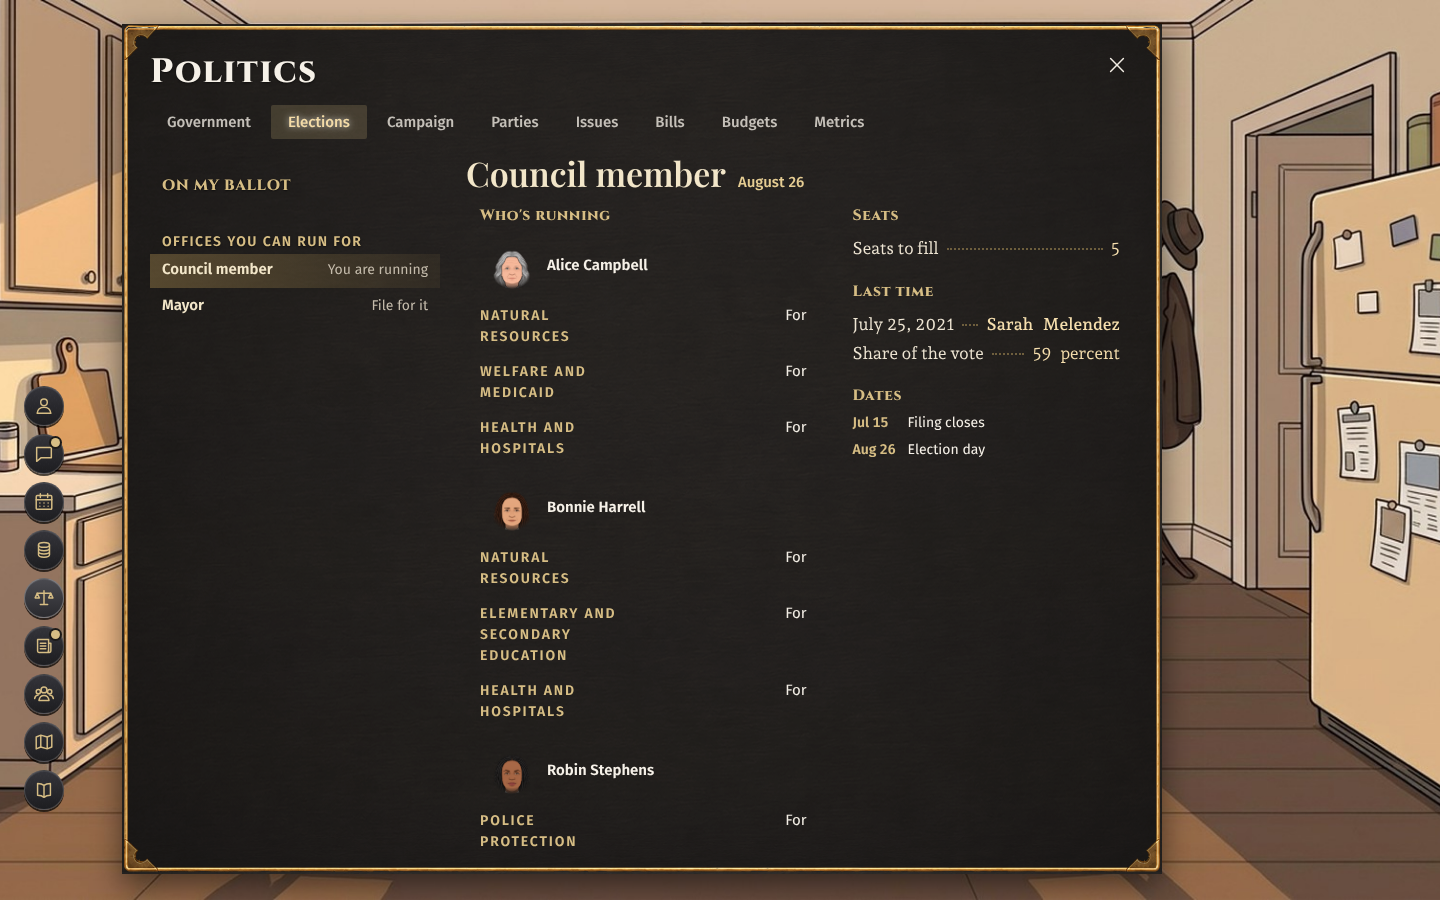 Politics
Government Elections Campaign Parties Issues Bills Budgets Metrics
On my ballot
OFFICES YOU CAN RUN FOR
Council member You are running
Mayor File for it
Council member August 26
Who's running
Alice Campbell
NATURAL RESOURCES For
WELFARE AND MEDICAID For
HEALTH AND HOSPITALS For
Bonnie Harrell
NATURAL RESOURCES For
ELEMENTARY AND SECONDARY EDUCATION For
HEALTH AND HOSPITALS For
Robin Stephens
POLICE PROTECTION For
Seats
Seats to fill 5
Last time
July 25, 2021 Sarah Melendez
Share of the vote 59 percent
Dates
Jul 15 Filing closes
Aug 26 Election day